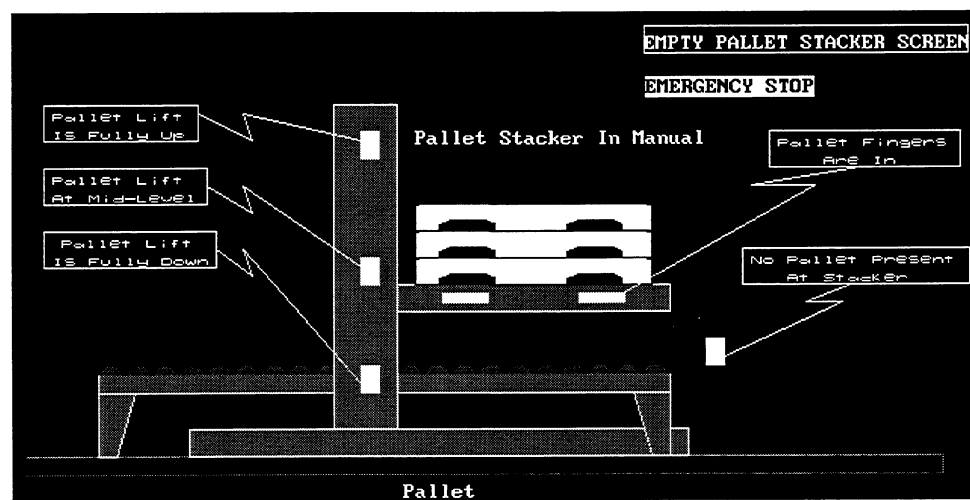 EMPTY PALLET STACKER SCREEN
EMERGENCY STOP
Pallet Lift
IS Fully Up
Pallet Stacker In Manual
Pallet Fingers
Are In
Pallet Lift
At Mid-Level
Pallet Lift
IS Fully Down
No Pallet Present
At Stacker
Pallet